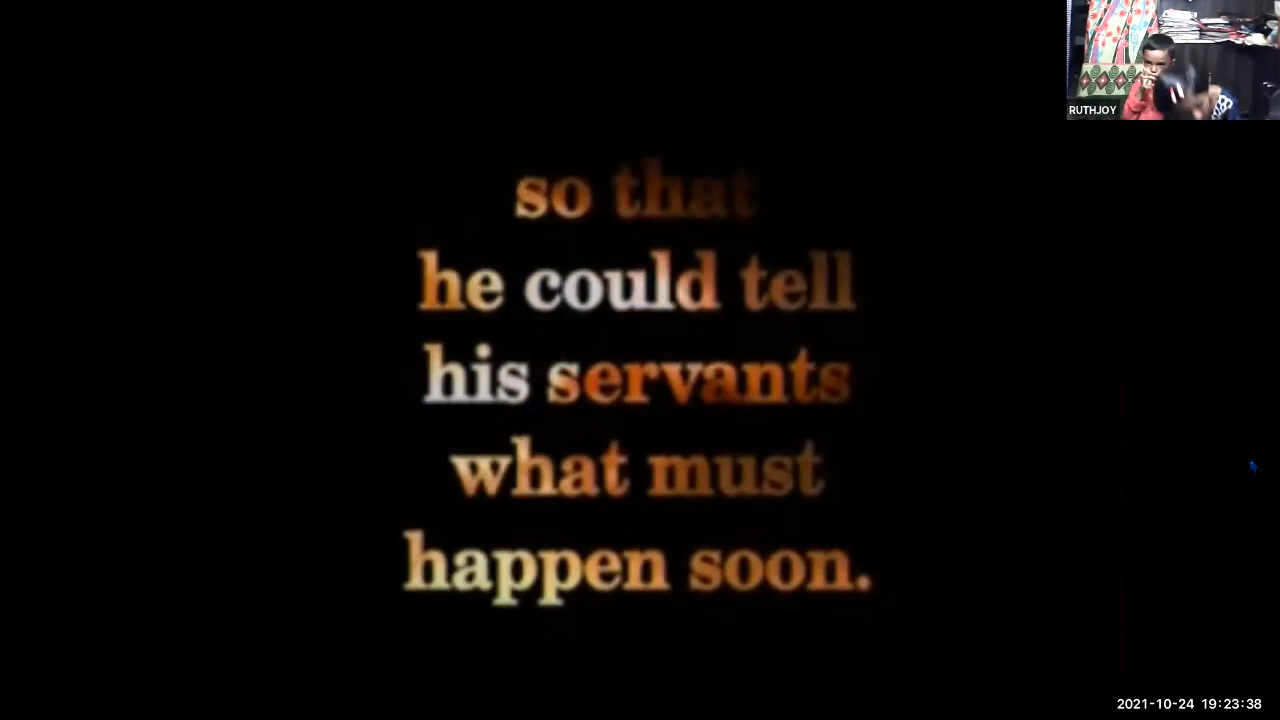 RUTHJOY
so that
he could tell
his servants
what must
happen soon.
2021-10-24 19:23:38